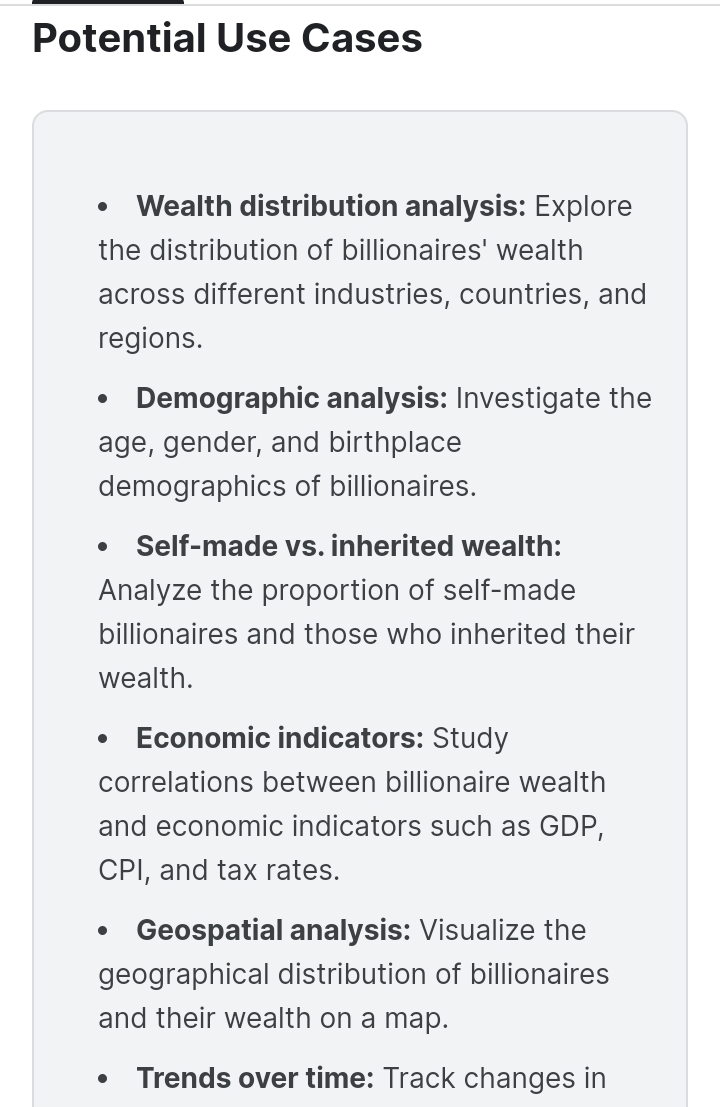 Potential Use Cases
• Wealth distribution analysis: Explore
the distribution of billionaires' wealth
across different industries, countries, and
regions.
• Demographic analysis: Investigate the
age, gender, and birthplace
demographics of billionaires.
• Self-made vs. inherited wealth:
Analyze the proportion of self-made
billionaires and those who inherited their
wealth.
• Economic indicators: Study
correlations between billionaire wealth
and economic indicators such as GDP,
CPI, and tax rates.
• Geospatial analysis: Visualize the
geographical distribution of billionaires
and their wealth on a map.
• Trends over time: Track changes in